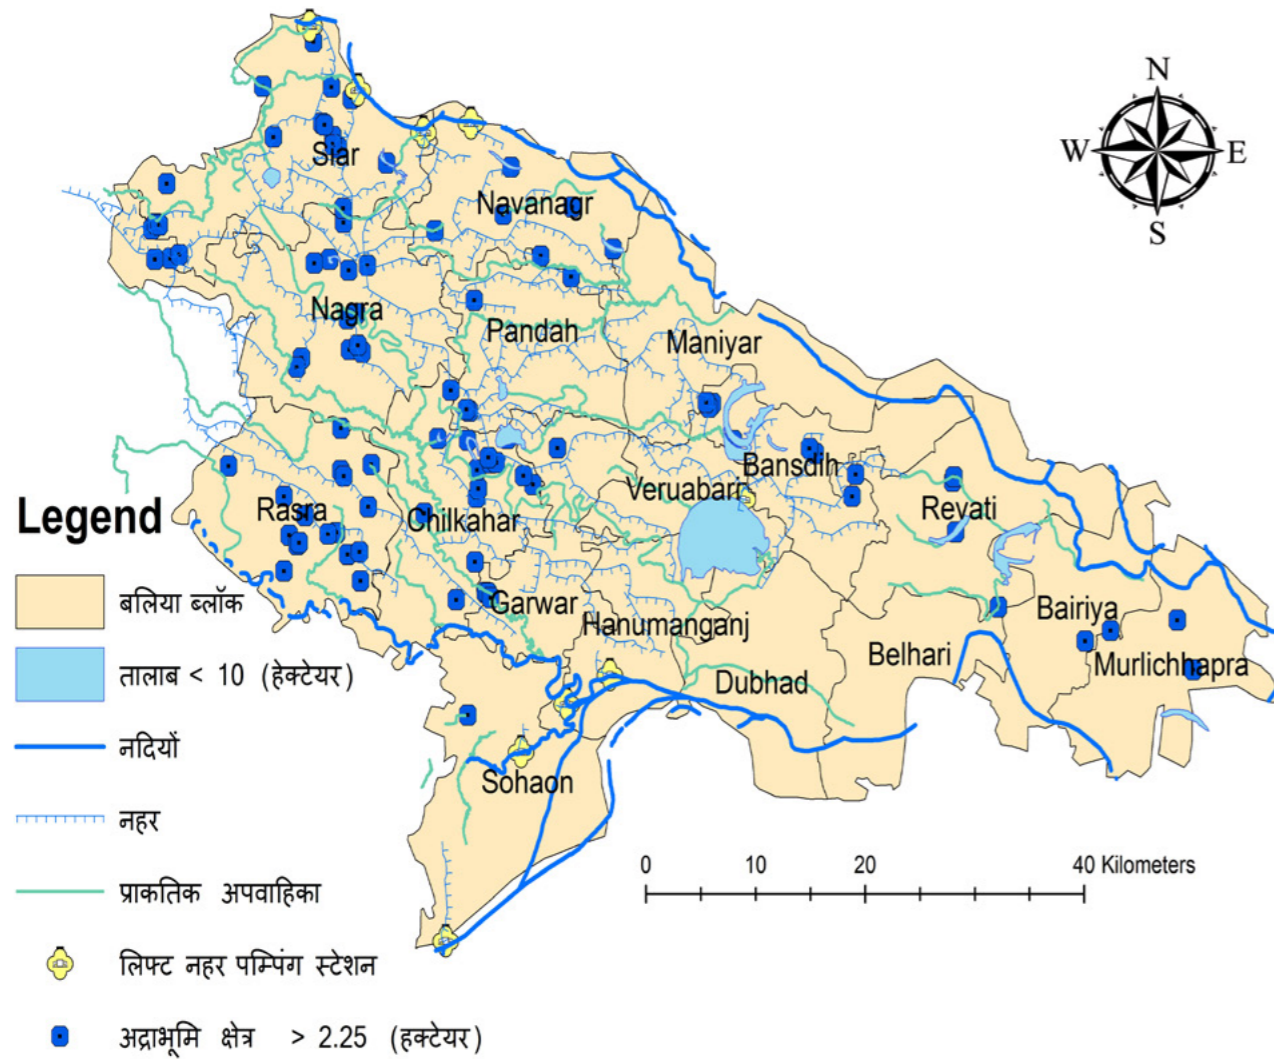 N
W E
S
Siar
Navanagr
Nagra
Pandah
Maniyar
Bansdih
Veruabari
Revati
Rasra
Chilkahar
Garwar
Hanumanganj
Bairiya
Belhari
Murlichhapra
Dubhad
Sohaon
Legend
बलिया ब्लॉक
तालाब < 10 (हेक्टेयर)
नदियों
नहर
प्राकतिक अपवाहिका
लिफ्ट नहर पम्पिंग स्टेशन
अद्राभूमि क्षेत्र > 2.25 (हक्टेयर)
0 10 20 40 Kilometers